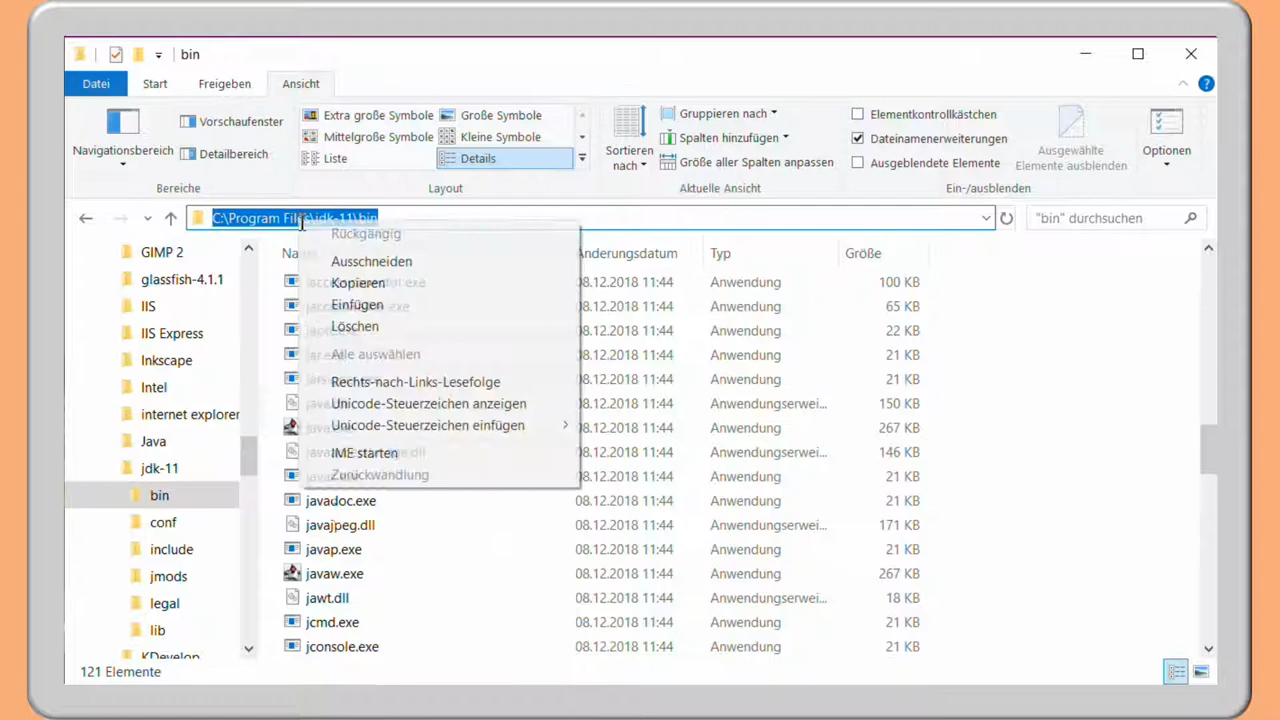 bin
Datei Start Freigeben Ansicht
Navigationsbereich
Vorschaufenster
Detailbereich
Bereiche
Extra große Symbole Große Symbole
Mittelgroße Symbole Kleine Symbole
Liste Details
Layout
Sortieren
nach
Gruppieren nach
Spalten hinzufügen
Größe aller Spalten anpassen
Aktuelle Ansicht
Elementkontrollkästchen
Dateinamenerweiterungen
Ausgeblendete Elemente
Ausgewählte
Elemente ausblenden
Ein-/ausblenden
Optionen
C:\Program Files\jdk-11\bin
"bin" durchsuchen
GIMP 2
glassfish-4.1.1
IIS
IIS Express
Inkscape
Intel
internet explorer
Java
jdk-11
bin
conf
include
jmods
legal
lib
KDevelop
Rückgängig
Ausschneiden
Kopieren
Einfügen
Löschen
Alle auswählen
Rechts-nach-Links-Lesefolge
Unicode-Steuerzeichen anzeigen
Unicode-Steuerzeichen einfügen
IME starten
Zurückwandlung
Änderungsdatum Typ Größe
08.12.2018 11:44 Anwendung 100 KB
08.12.2018 11:44 Anwendung 65 KB
08.12.2018 11:44 Anwendung 22 KB
08.12.2018 11:44 Anwendung 21 KB
08.12.2018 11:44 Anwendung 21 KB
08.12.2018 11:44 Anwendungserwei... 150 KB
08.12.2018 11:44 Anwendung 267 KB
08.12.2018 11:44 Anwendungserwei... 146 KB
08.12.2018 11:44 Anwendung 21 KB
javadoc.exe 08.12.2018 11:44 Anwendung 21 KB
javajpeg.dll 08.12.2018 11:44 Anwendungserwei... 171 KB
javap.exe 08.12.2018 11:44 Anwendung 21 KB
javaw.exe 08.12.2018 11:44 Anwendung 267 KB
jawt.dll 08.12.2018 11:44 Anwendungserwei... 18 KB
jcmd.exe 08.12.2018 11:44 Anwendung 21 KB
jconsole.exe 08.12.2018 11:44 Anwendung 21 KB
121 Elemente